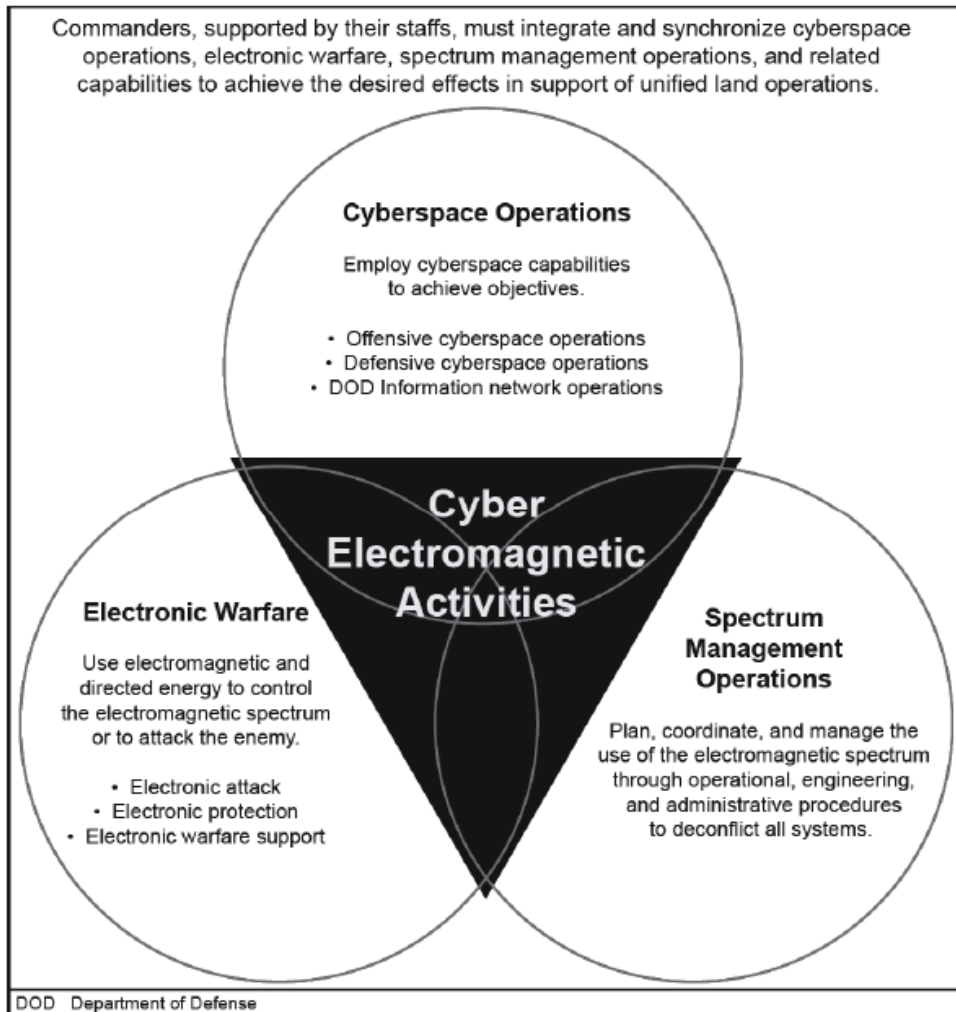 Commanders, supported by their staffs, must integrate and synchronize cyberspace
operations, electronic warfare, spectrum management operations, and related
capabilities to achieve the desired effects in support of unified land operations.
Cyberspace Operations
Employ cyberspace capabilities
to achieve objectives.
• Offensive cyberspace operations
• Defensive cyberspace operations
• DOD Information network operations
Cyber
Electromagnetic
Activities
Electronic Warfare
Use electromagnetic and
directed energy to control
the electromagnetic spectrum
or to attack the enemy.
• Electronic attack
• Electronic protection
• Electronic warfare support
Spectrum
Management
Operations
Plan, coordinate, and manage the
use of the electromagnetic spectrum
through operational, engineering,
and administrative procedures
to deconflict all systems.
DOD Department of Defense